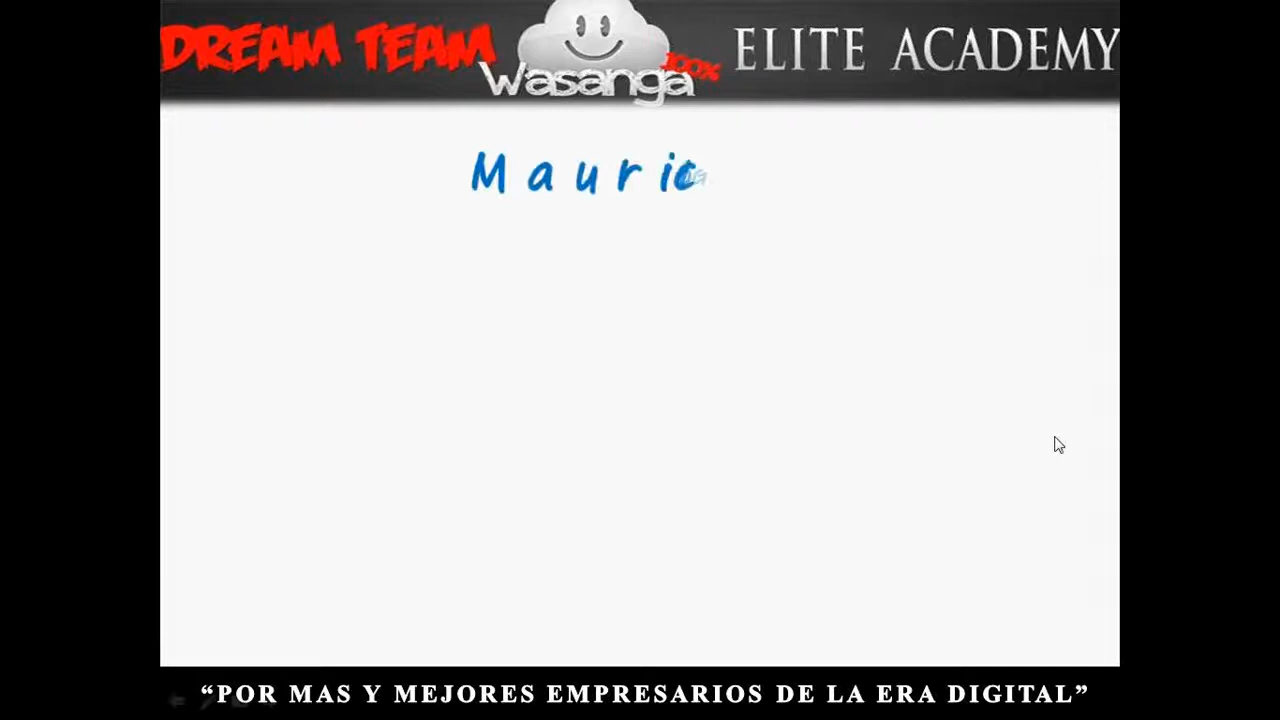 DREAM TEAM Wasanga 100% ELITE ACADEMY
Mauric
“POR MAS Y MEJORES EMPRESARIOS DE LA ERA DIGITAL”